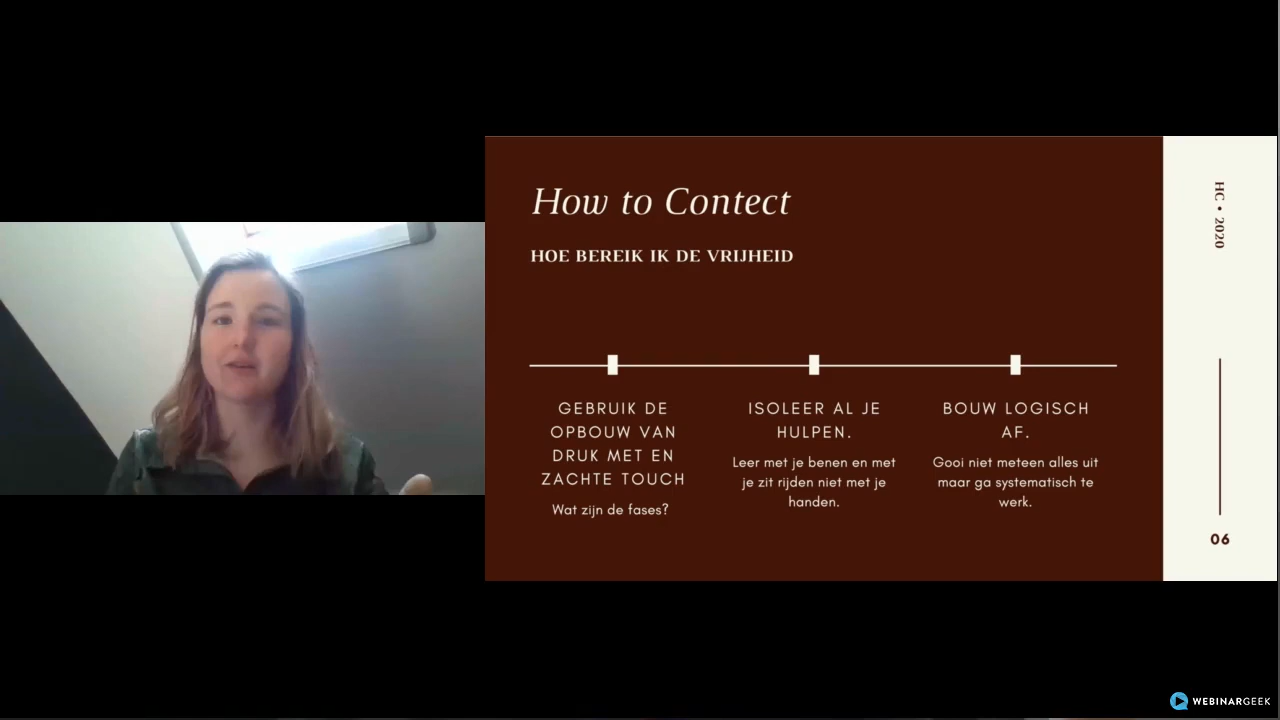 How to Contect
HOE BEREIK IK DE VRIJHEID
GEBRUIK DE
OPBOUW VAN
DRUK MET EN
ZACHTE TOUCH
Wat zijn de fases?
ISOLEER AL JE
HULPEN.
Leer met je benen en met
je zit rijden niet met je
handen.
BOUW LOGISCH
AF.
Gooi niet meteen alles uit
maar ga systematisch te
werk.
HC • 2020
06
WEBINARGEEK